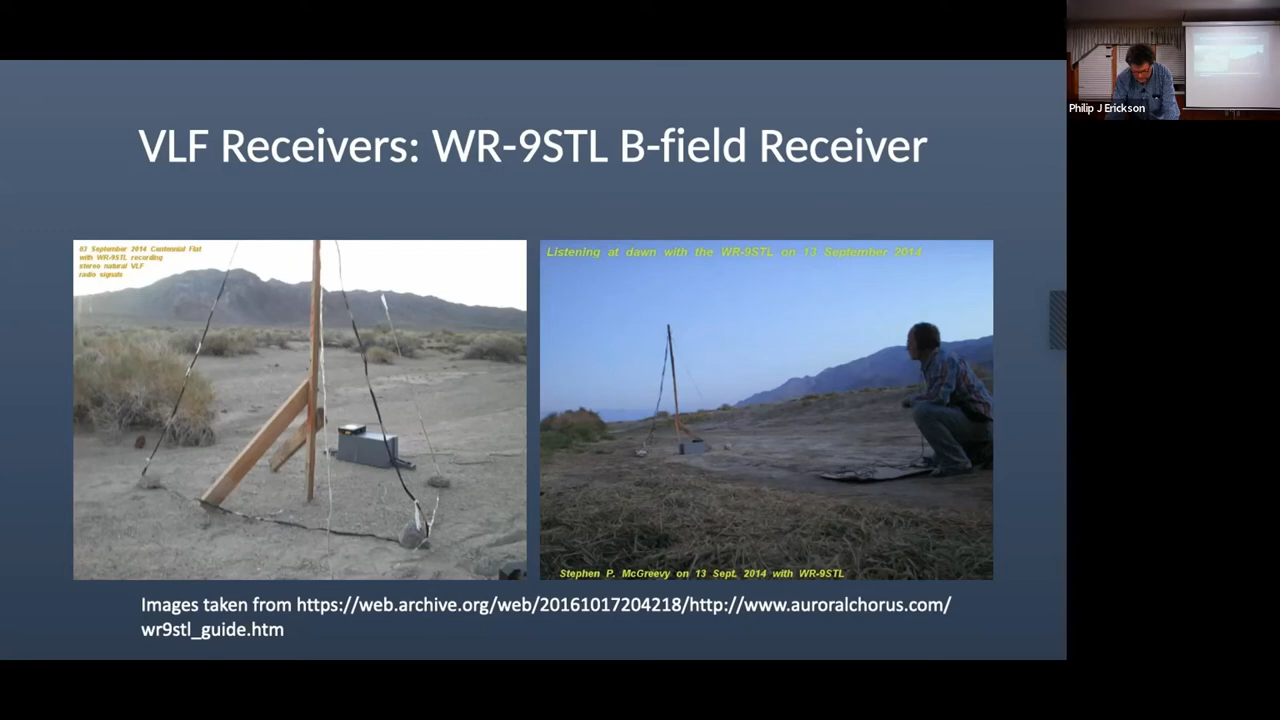 Philip J Erickson
VLF Receivers: WR-9STL B-field Receiver
03 September 2014 Centennial Flat
with WR-9STL recording
stereo natural VLF
radio signals
Listening at dawn with the WR-9STL on 13 September 2014
Stephen P. McGreevy on 13 Sept. 2014 with WR-9STL
Images taken from https://web.archive.org/web/20161017204218/http://www.auroralchorus.com/
wr9stl_guide.htm